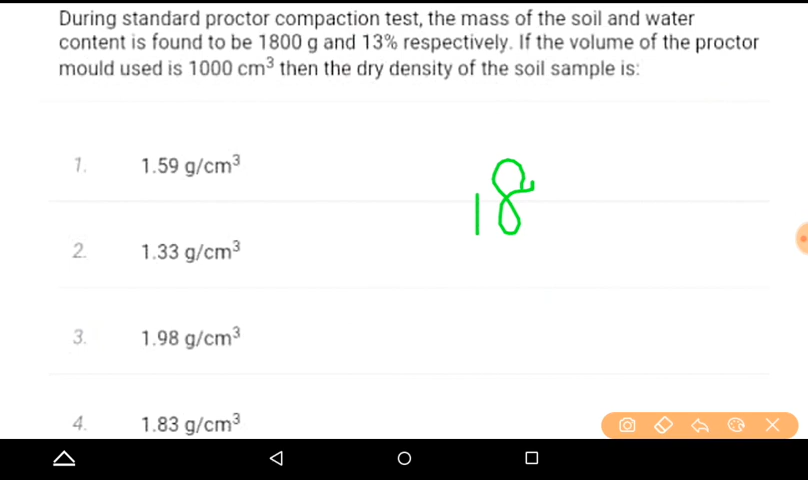 During standard proctor compaction test, the mass of the soil and water
content is found to be 1800 g and 13% respectively. If the volume of the proctor
mould used is 1000 cm³ then the dry density of the soil sample is:
1. 1.59 g/cm³
18
2. 1.33 g/cm³
3. 1.98 g/cm³
4. 1.83 g/cm³